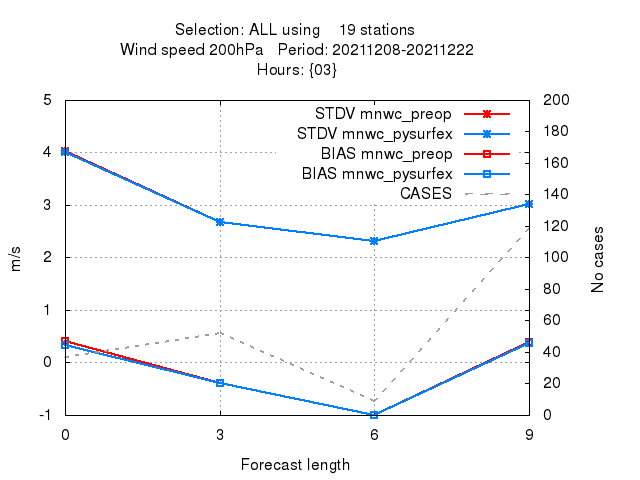 Selection: ALL using    19 stations
Wind speed 200hPa   Period: 20211208-20211222
Hours: {03}
STDV mnwc_preop
STDV mnwc_pysurfex
BIAS mnwc_preop
BIAS mnwc_pysurfex
CASES
5
4
3
2
1
0
-1
200
180
160
140
120
100
80
60
40
20
0
m/s
No cases
0 3 6 9
Forecast length